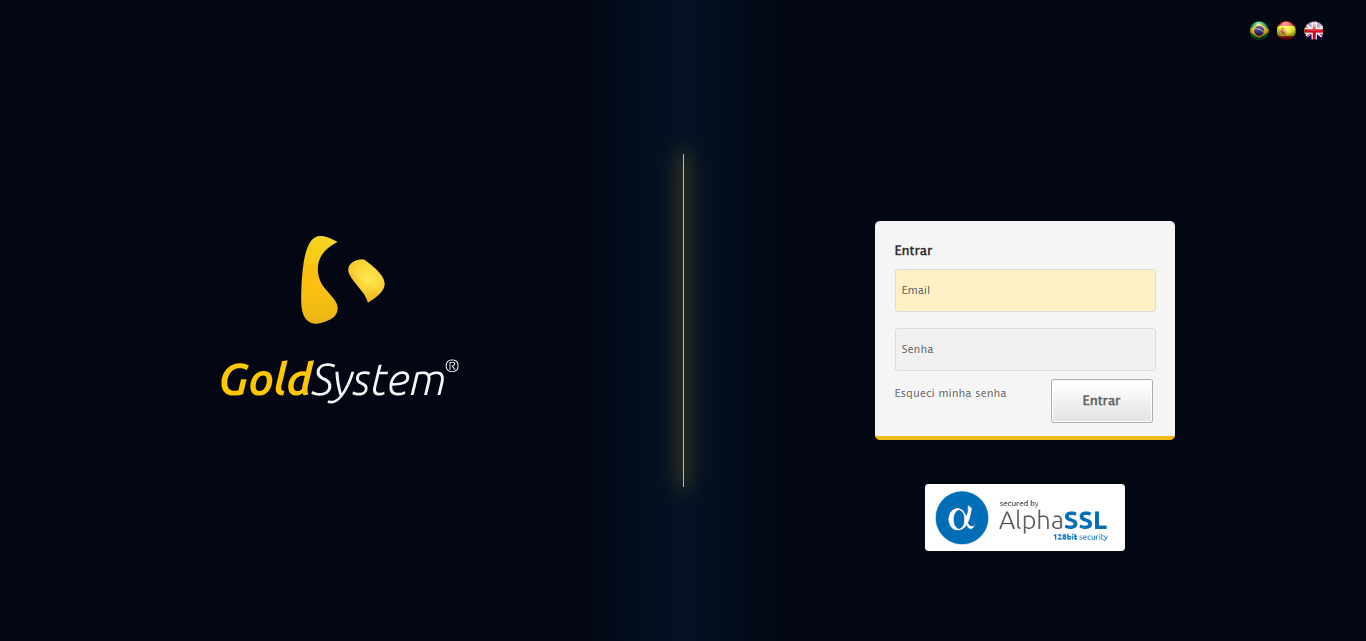 GoldSystem®
Entrar
Email
Senha
Esqueci minha senha
Entrar
secured by
α
AlphaSSL
128bit security